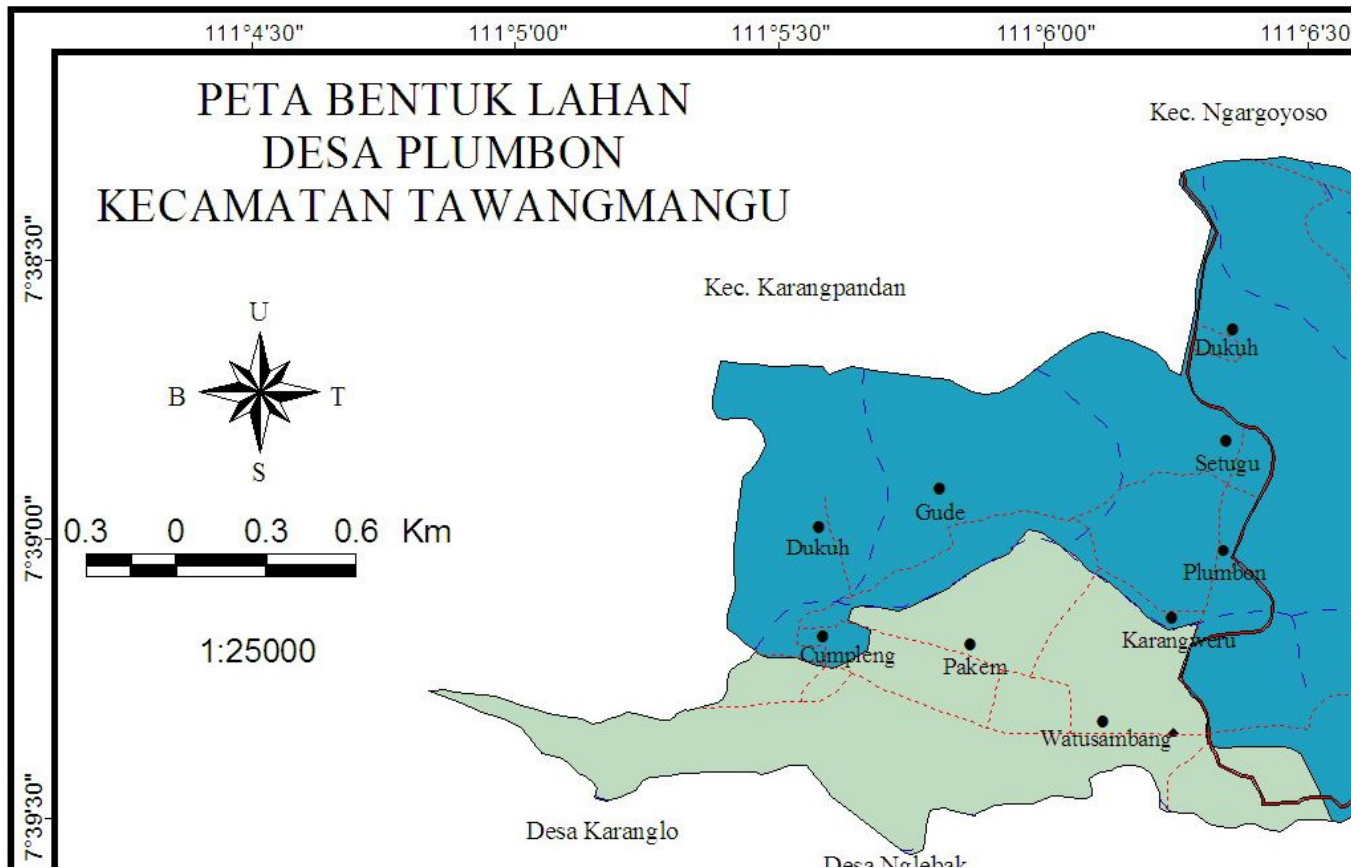 111°4'30" 111°5'00" 111°5'30" 111°6'00" 111°6'30"
PETA BENTUK LAHAN
DESA PLUMBON
KECAMATAN TAWANGMANGU
Kec. Ngargoyoso
7°38'30"
Kec. Karangpandan
U
B T
S
Dukuh
Setugu
Gude
0.3 0 0.3 0.6 Km
7°39'00"
Dukuh
Plumbon
1:25000
Karangweru
Cumpleng
Pakem
Watusambang
7°39'30"
Desa Karanglo
Desa Nglebak